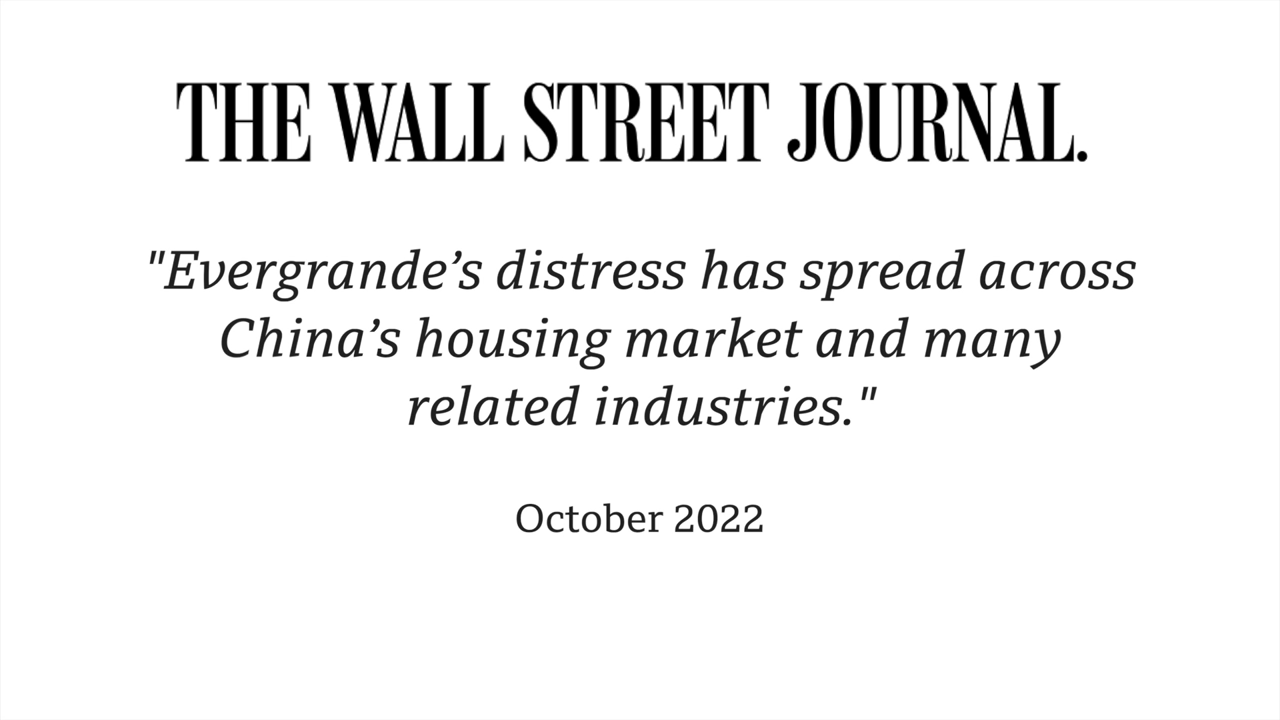 THE WALL STREET JOURNAL.
"Evergrande’s distress has spread across
China’s housing market and many
related industries."
October 2022